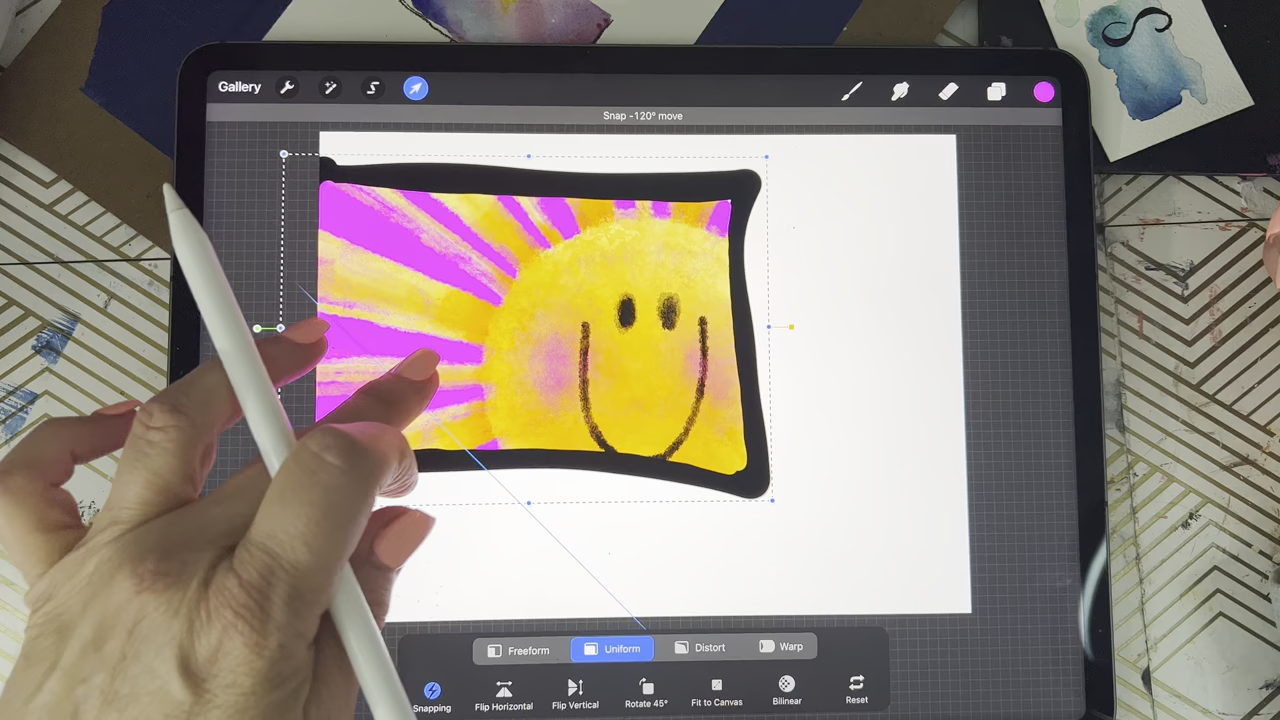 Gallery
Snap -120° move
Freeform Uniform Distort Warp
Snapping Flip Horizontal Flip Vertical Rotate 45° Fit to Canvas Bilinear Reset